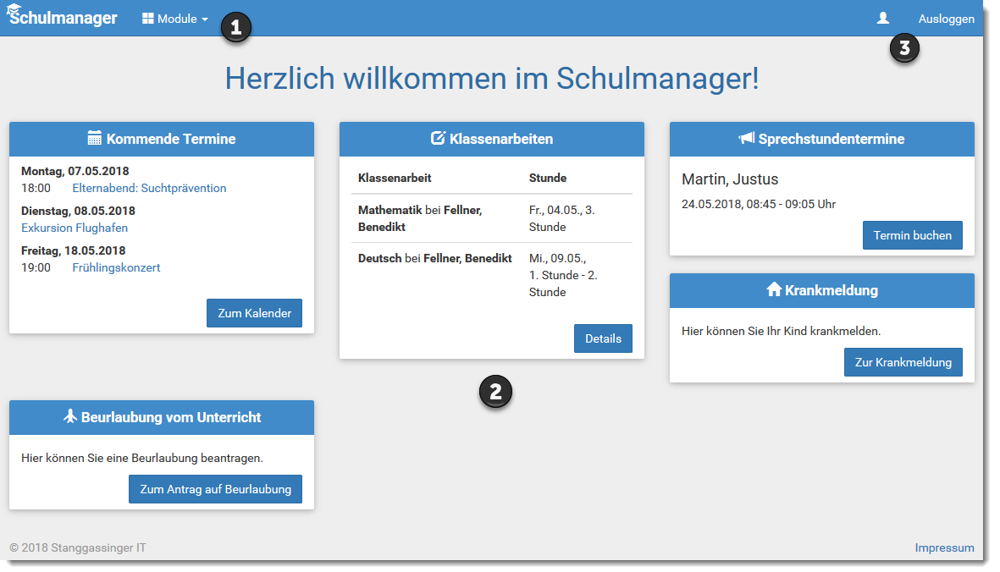 Schulmanager Module 1 Ausloggen
3
Herzlich willkommen im Schulmanager!
Kommende Termine
Montag, 07.05.2018
18:00 Elternabend: Suchtprävention
Dienstag, 08.05.2018
Exkursion Flughafen
Freitag, 18.05.2018
19:00 Frühlingskonzert
Zum Kalender
Klassenarbeiten
Klassenarbeit Stunde
Mathematik bei Fellner, Fr., 04.05., 3.
Benedikt Stunde
Deutsch bei Fellner, Benedikt Mi., 09.05.,
1. Stunde - 2.
Stunde
Details
Sprechstundentermine
Martin, Justus
24.05.2018, 08:45 - 09:05 Uhr
Termin buchen
Krankmeldung
Hier können Sie Ihr Kind krankmelden.
Zur Krankmeldung
2
Beurlaubung vom Unterricht
Hier können Sie eine Beurlaubung beantragen.
Zum Antrag auf Beurlaubung
© 2018 Stanggassinger IT Impressum